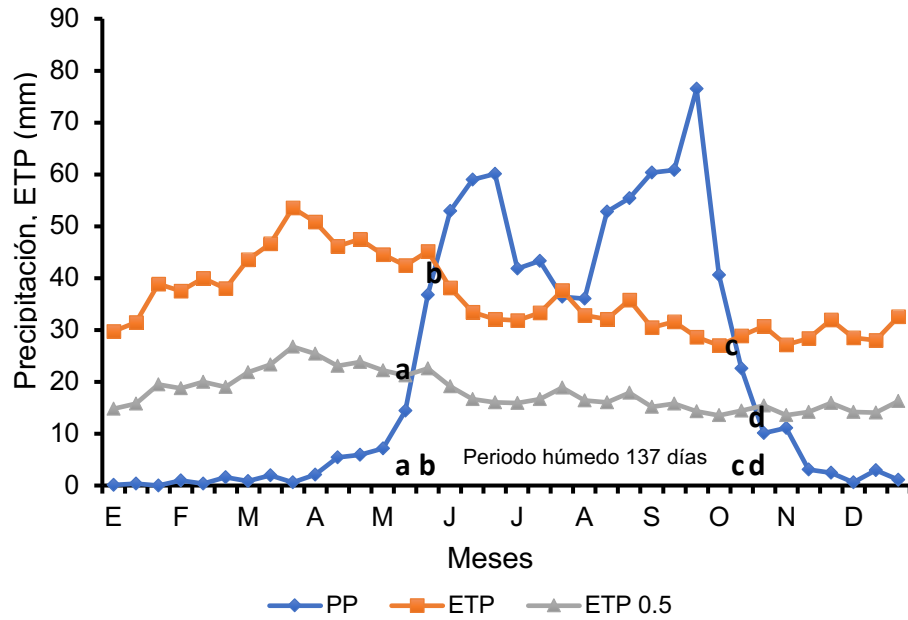 Precipitación. ETP (mm)
90
80
70
60
50
40
30
20
10
0
b
a
c
d
a b Periodo húmedo 137 días c d
E F M A M J J A S O N D
Meses
PP ETP ETP 0.5